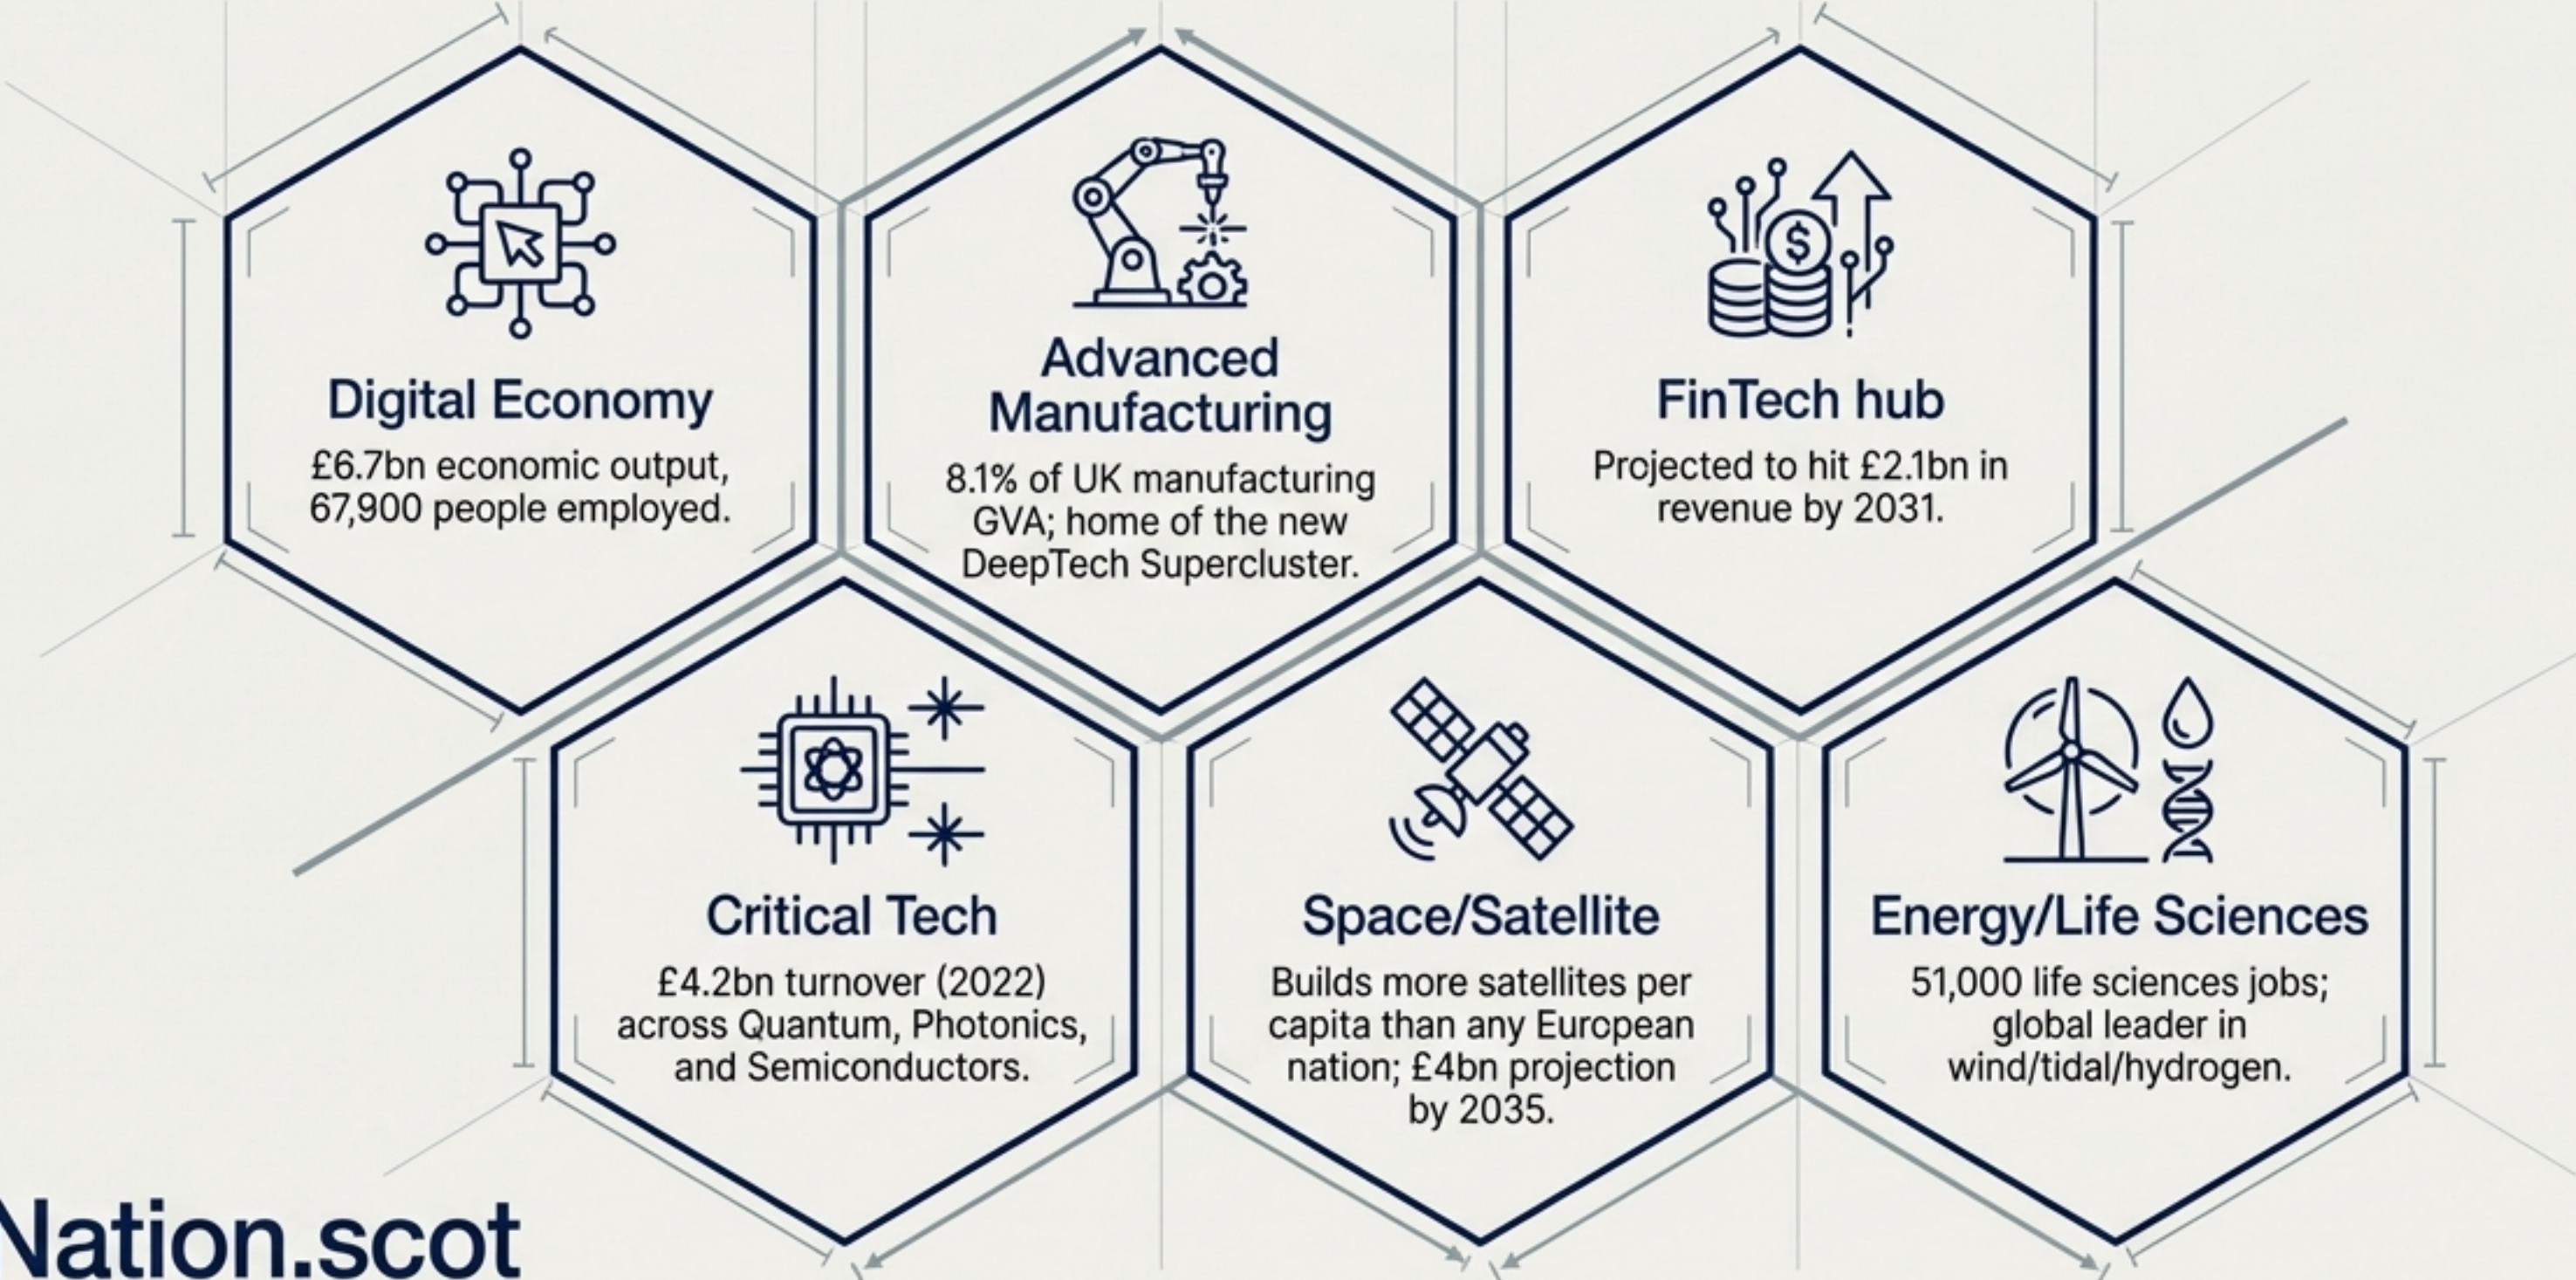 Digital Economy
£6.7bn economic output,
67,900 people employed.
Advanced
Manufacturing
8.1% of UK manufacturing
GVA; home of the new
DeepTech Supercluster.
$
FinTech hub
Projected to hit £2.1bn in
revenue by 2031.
Critical Tech
£4.2bn turnover (2022)
across Quantum, Photonics,
and Semiconductors.
Space/Satellite
Builds more satellites per
capita than any European
nation; £4bn projection
by 2035.
Energy/Life Sciences
51,000 life sciences jobs;
global leader in
wind/tidal/hydrogen.
Nation.scot